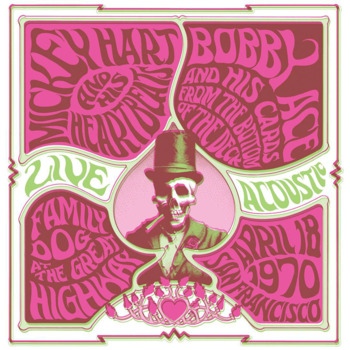 MICKEY HART
AND HIS
HEARTBEATS
BOBBY ACE
AND HIS CARDS
FROM THE BOTTOM
OF THE DECK
LIVE
ACOUSTIC
FAMILY
DOG
AT THE GREAT
HIGHWAY
APRIL 18
1970
SAN FRANCISCO